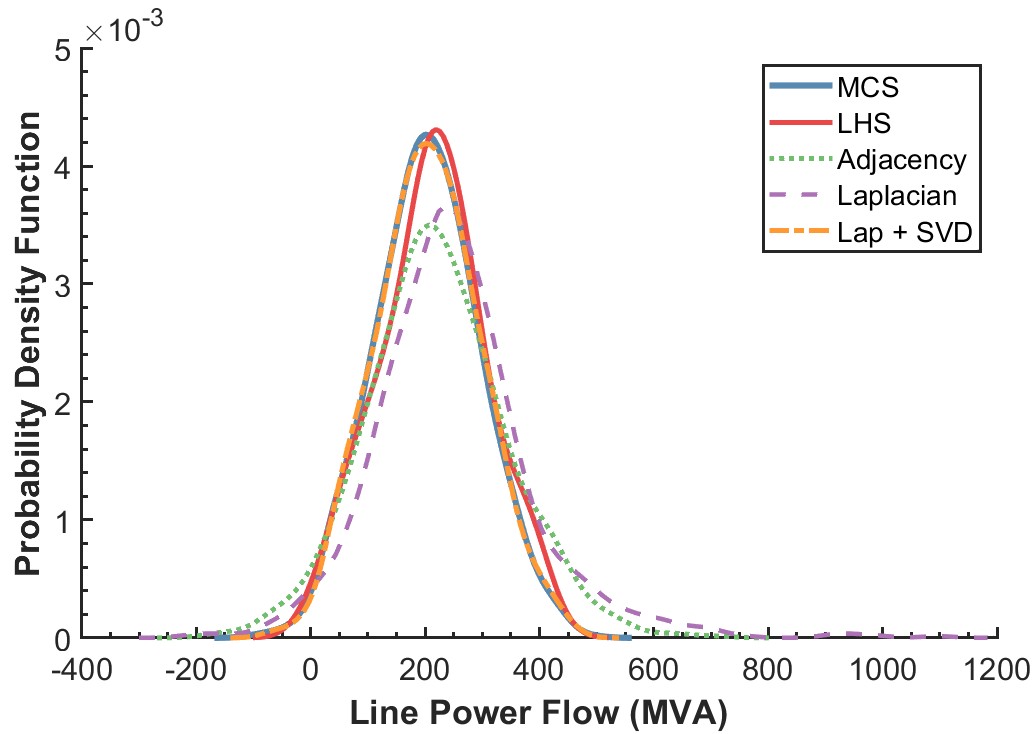 ×10⁻³
5
4
3
2
1
0
-400
-200
0
200
400
600
800
1000
1200
Probability Density Function
Line Power Flow (MVA)
MCS
LHS
Adjacency
Laplacian
Lap + SVD